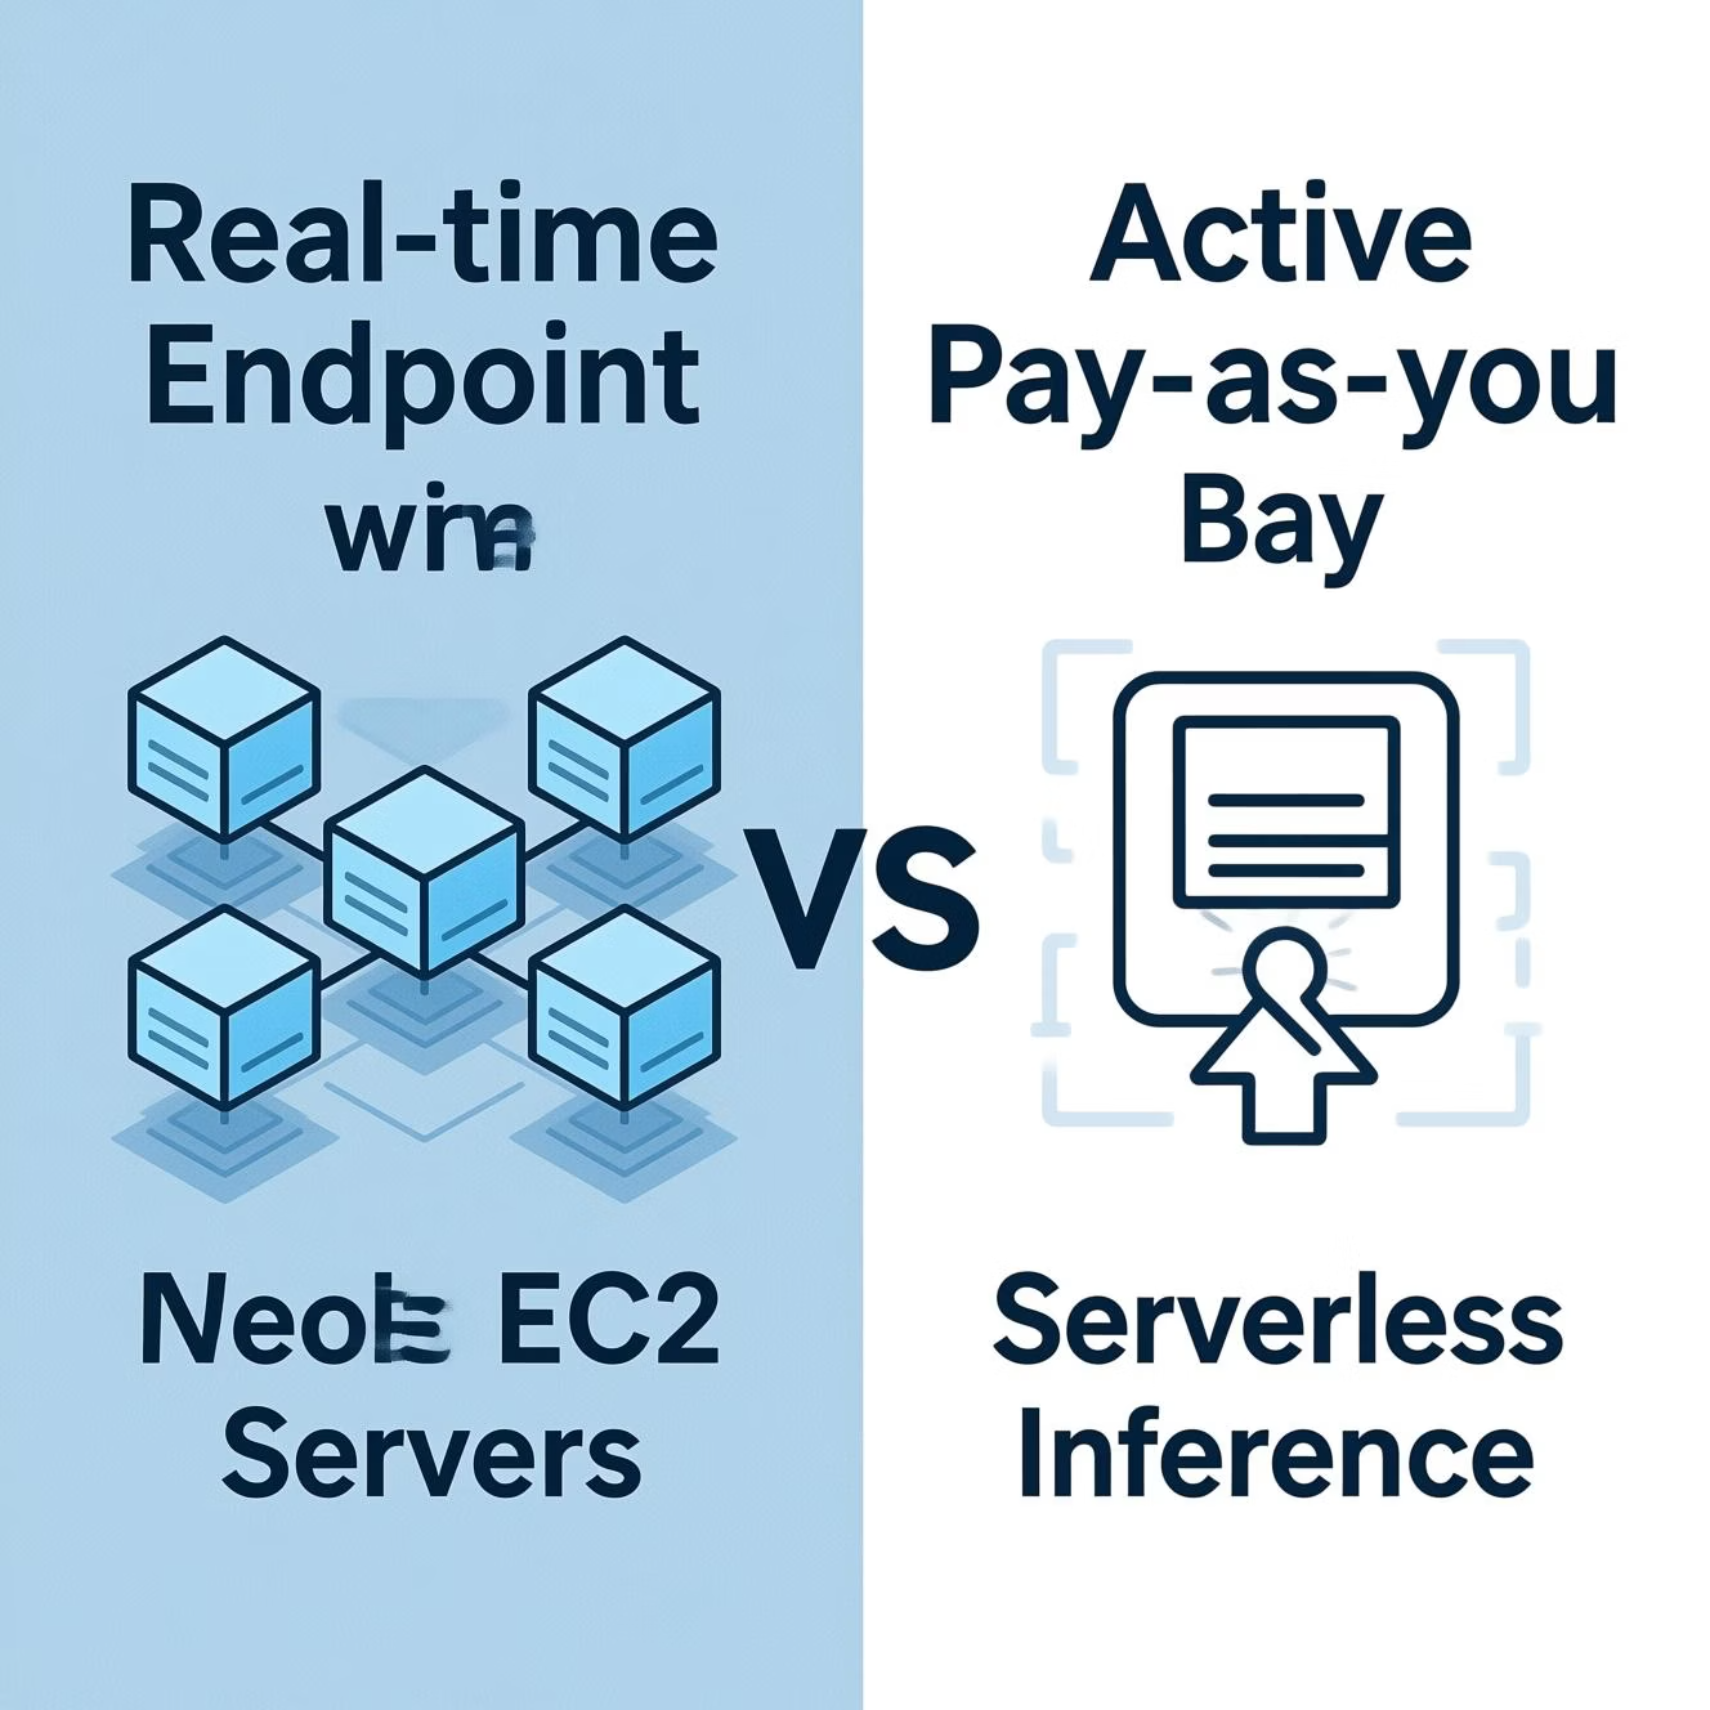 Real-time
Endpoint
VS
EC2
Servers
Active
Pay-as-you
Bay
Serverless
Inference